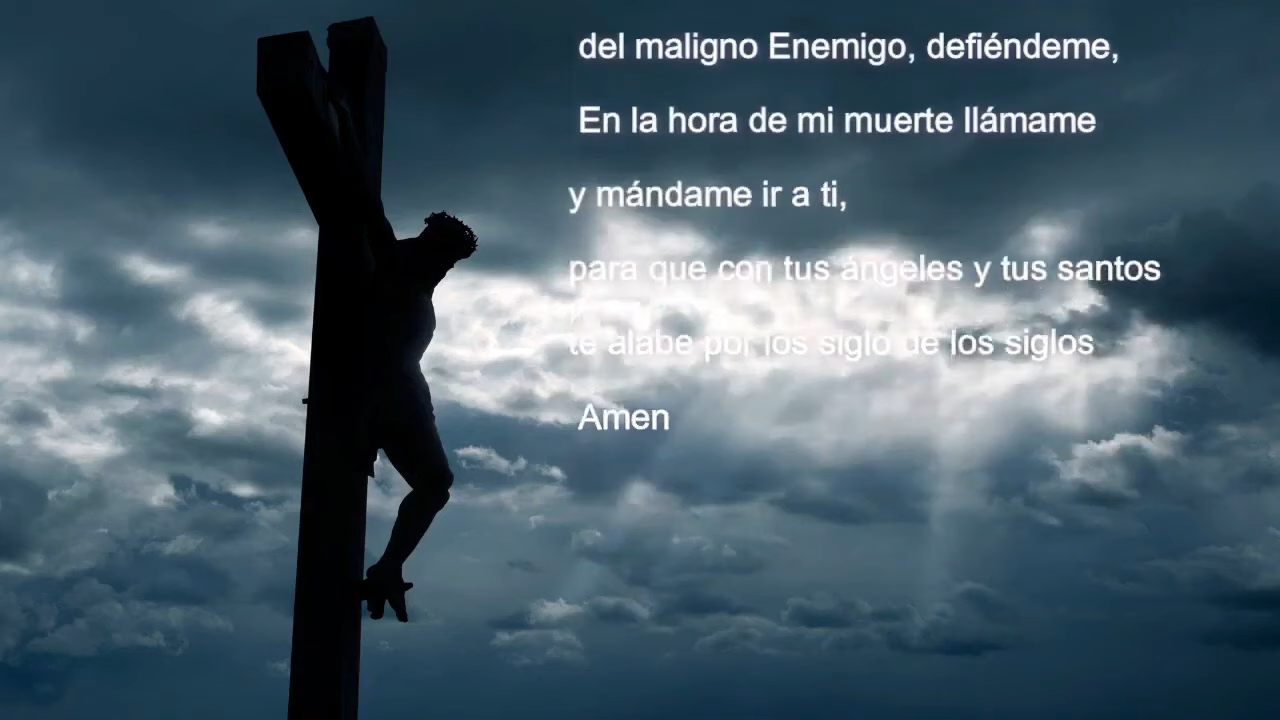 del maligno Enemigo, defiéndeme,
En la hora de mi muerte llámame
y mándame ir a ti,
para que con tus ángeles y tus santos
te alabe por los siglo de los siglos
Amen